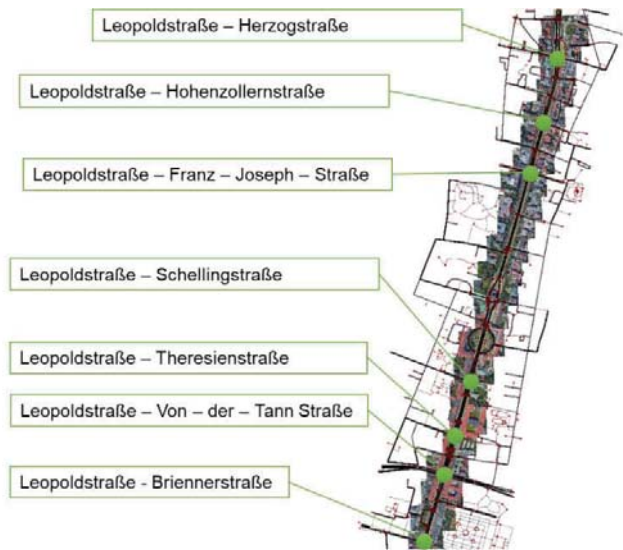 Leopoldstraße – Herzogstraße
Leopoldstraße – Hohenzollernstraße
Leopoldstraße – Franz – Joseph – Straße
Leopoldstraße – Schellingstraße
Leopoldstraße – Theresienstraße
Leopoldstraße – Von – der – Tann Straße
Leopoldstraße - Briennerstraße